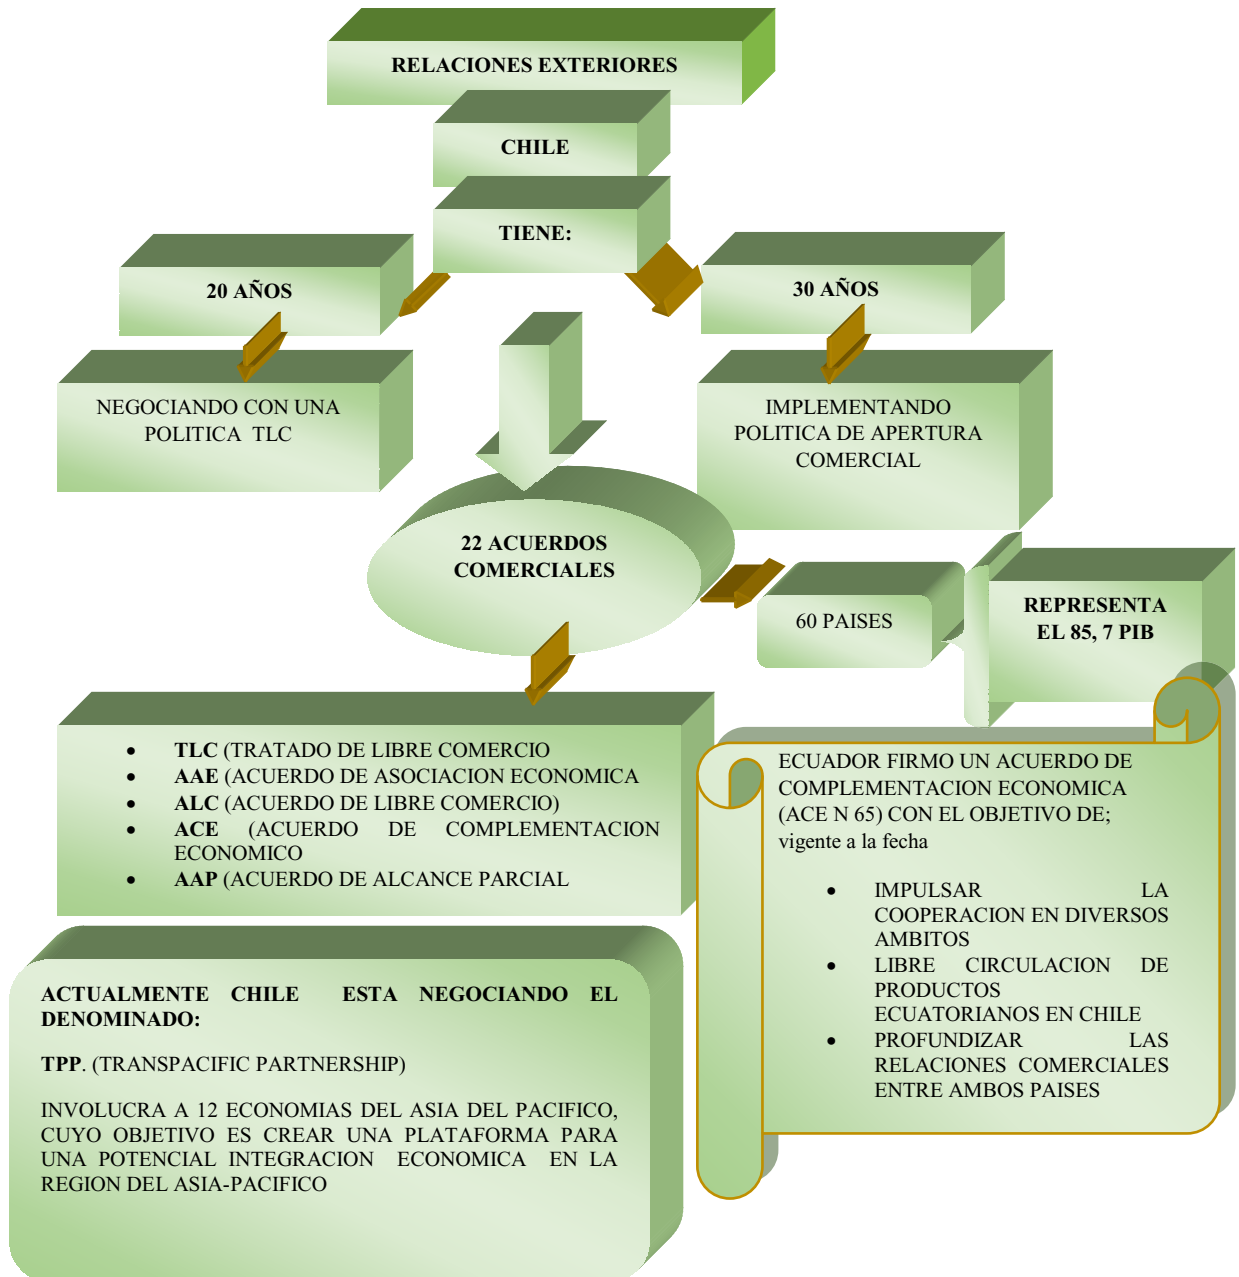 RELACIONES EXTERIORES
CHILE
TIENE:
20 AÑOS
30 AÑOS
NEGOCIANDO CON UNA
POLITICA TLC
IMPLEMENTANDO
POLITICA DE APERTURA
COMERCIAL
22 ACUERDOS
COMERCIALES
60 PAISES
REPRESENTA
EL 85, 7 PIB
• TLC (TRATADO DE LIBRE COMERCIO
• AAE (ACUERDO DE ASOCIACION ECONOMICA
• ALC (ACUERDO DE LIBRE COMERCIO)
• ACE (ACUERDO DE COMPLEMENTACION
ECONOMICO
• AAP (ACUERDO DE ALCANCE PARCIAL
ECUADOR FIRMO UN ACUERDO DE
COMPLEMENTACION ECONOMICA
(ACE N 65) CON EL OBJETIVO DE;
vigente a la fecha
• IMPULSAR LA
COOPERACION EN DIVERSOS
AMBITOS
• LIBRE CIRCULACION DE
PRODUCTOS
ECUATORIANOS EN CHILE
• PROFUNDIZAR LAS
RELACIONES COMERCIALES
ENTRE AMBOS PAISES
ACTUALMENTE CHILE ESTA NEGOCIANDO EL
DENOMINADO:
TPP. (TRANSPACIFIC PARTNERSHIP)
INVOLUCRA A 12 ECONOMIAS DEL ASIA DEL PACIFICO,
CUYO OBJETIVO ES CREAR UNA PLATAFORMA PARA
UNA POTENCIAL INTEGRACION ECONOMICA EN LA
REGION DEL ASIA-PACIFICO